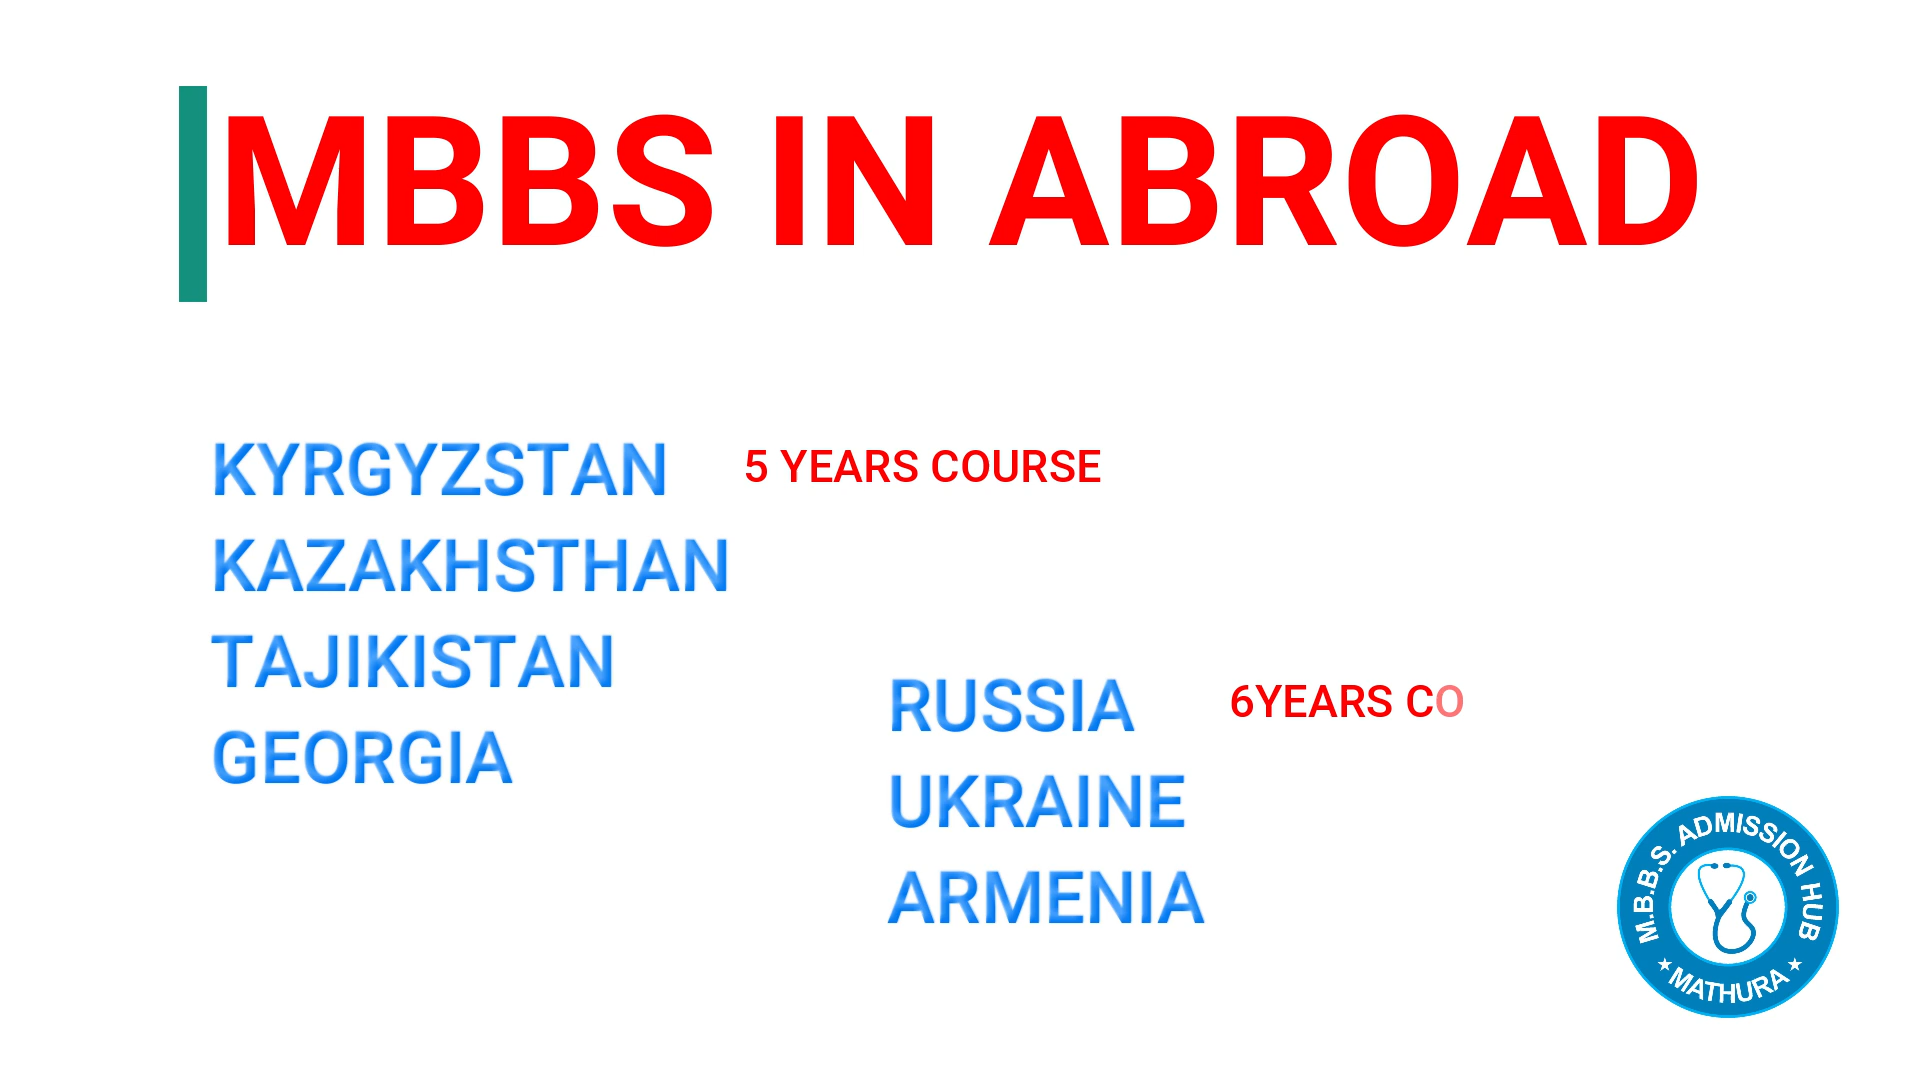 MBBS IN ABROAD
KYRGYZSTAN 5 YEARS COURSE
KAZAKHSTHAN
TAJIKISTAN
GEORGIA
RUSSIA 6YEARS CO
UKRAINE
ARMENIA
M.B.B.S. ADMISSION HUB
★ MATHURA ★